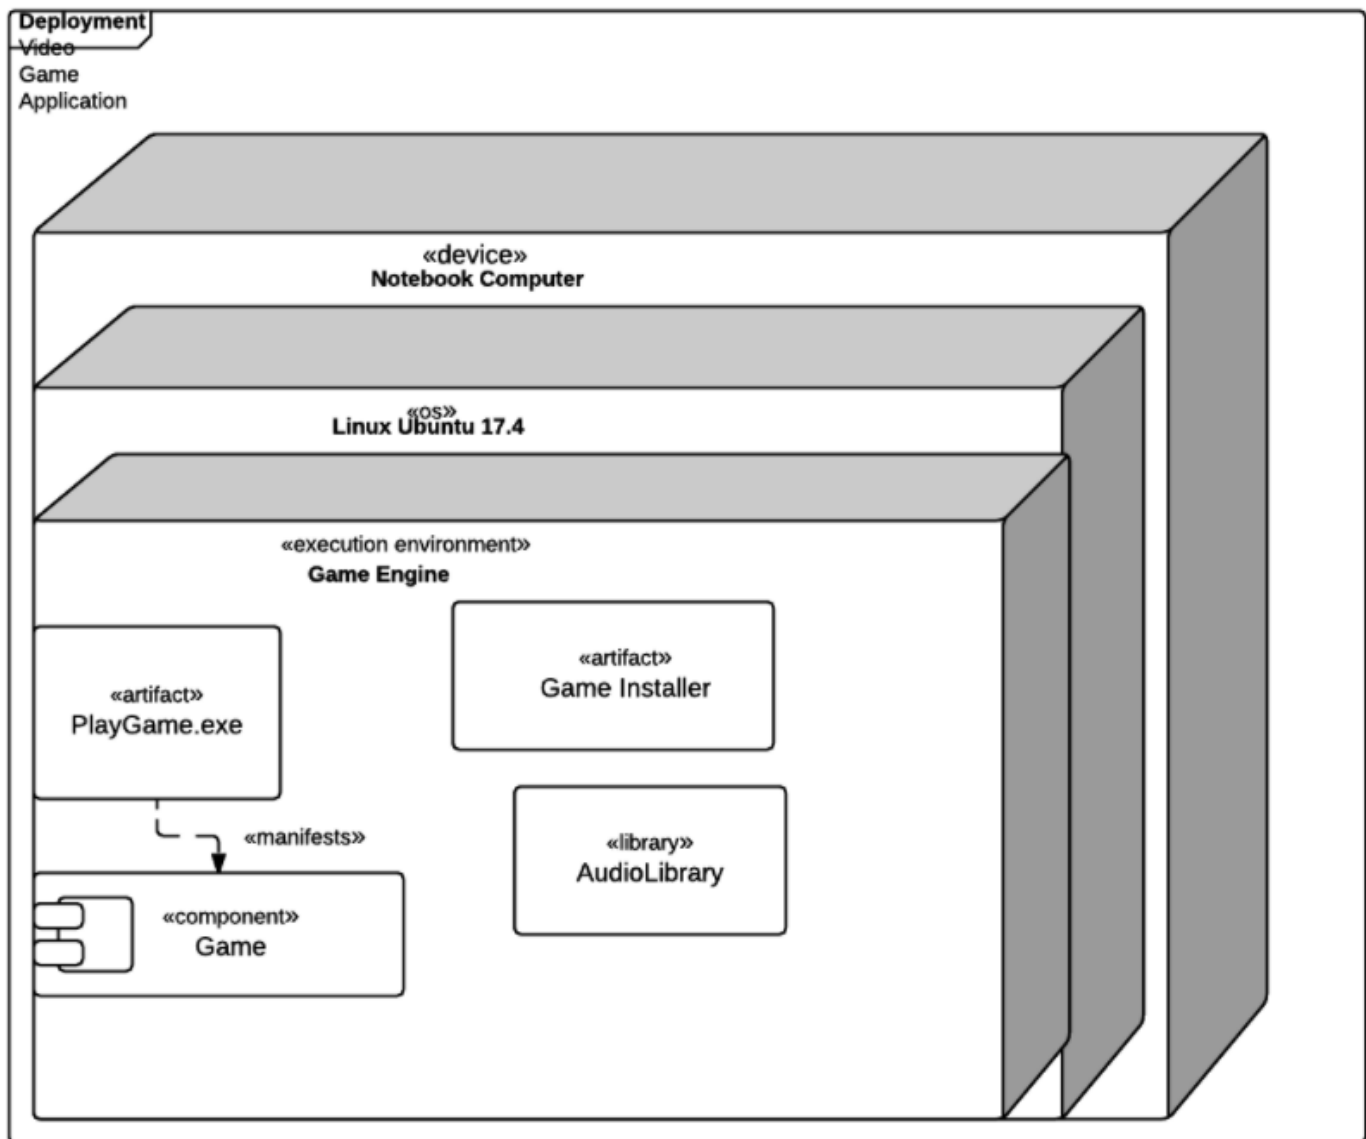 Deployment
Video
Game
Application
«device»
Notebook Computer
«os»
Linux Ubuntu 17.4
«execution environment»
Game Engine
«artifact»
Game Installer
«artifact»
PlayGame.exe
«library»
AudioLibrary
«manifests»
«component»
Game